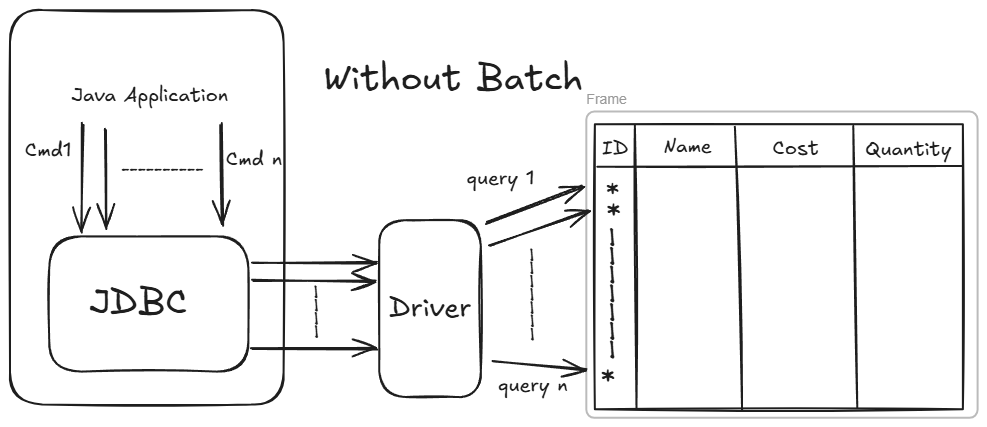 Without Batch
Java Application
Cmd1
Cmd n
JDBC
Driver
query 1
query n
Frame
ID Name Cost Quantity
*
*
*